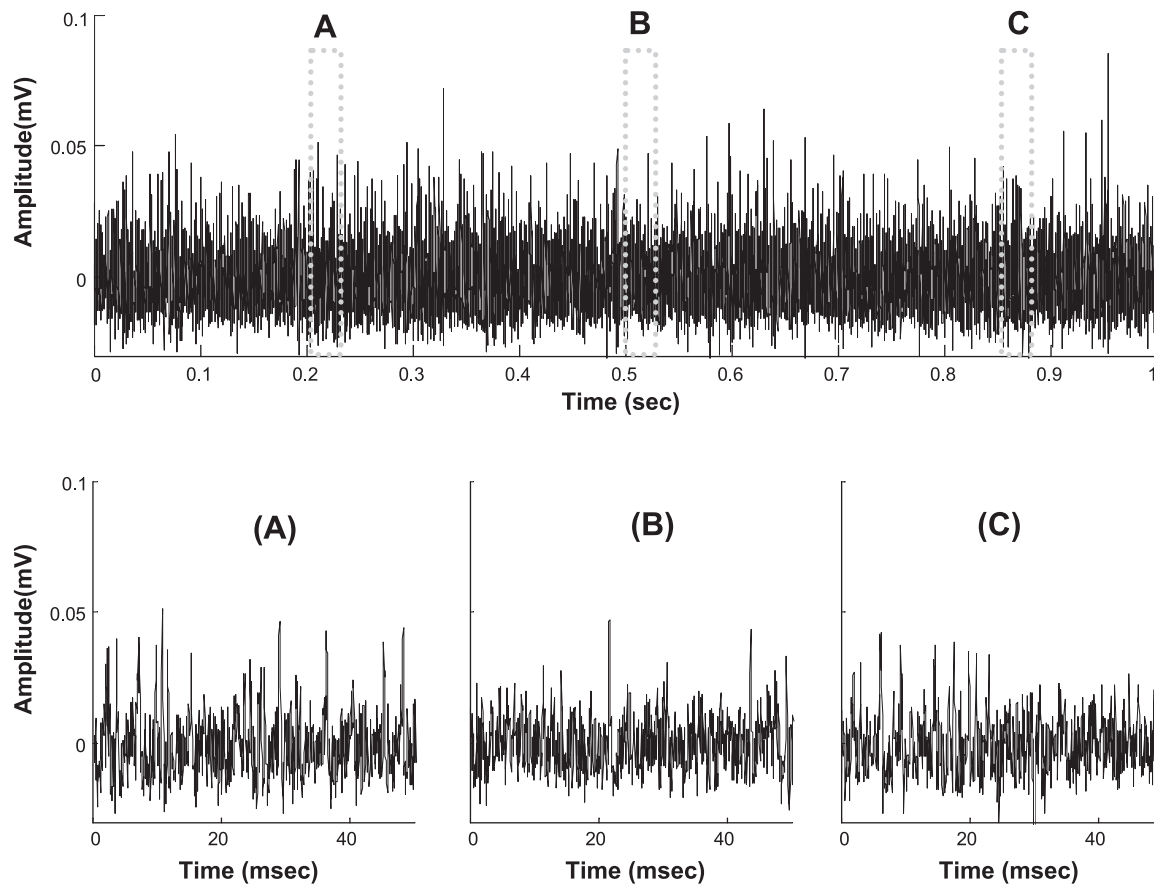 A B C
0.1
0.05
0
Amplitude(mV)
0 0.1 0.2 0.3 0.4 0.5 0.6 0.7 0.8 0.9 1
Time (sec)
(A) (B) (C)
0.1
0.05
0
Amplitude(mV)
0 20 40 0 20 40 0 20 40
Time (msec) Time (msec) Time (msec)